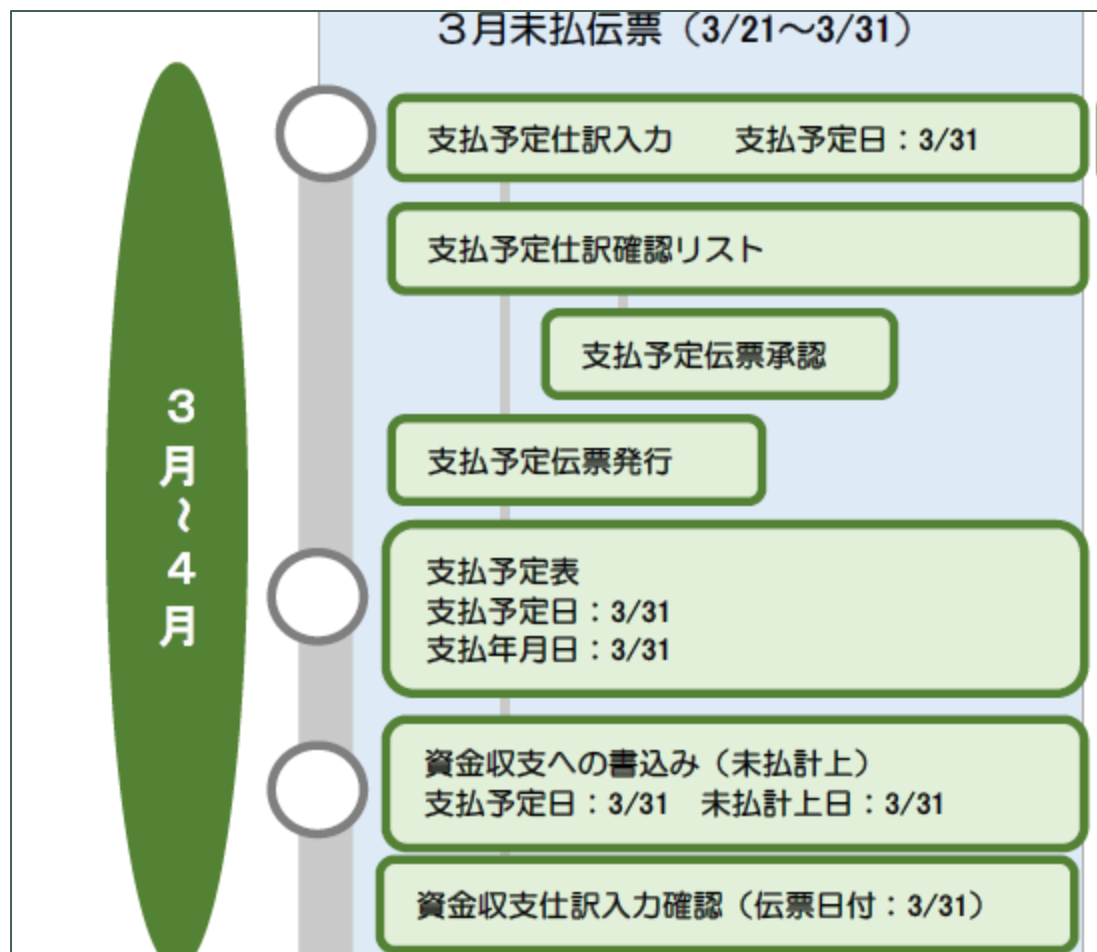 ３月未払伝票（3/21～3/31）
支払予定仕訳入力　　支払予定日：3/31
支払予定仕訳確認リスト
支払予定伝票承認
支払予定伝票発行
３月～４月
支払予定表
支払予定日：3/31
支払年月日：3/31
資金収支への書込み（未払計上）
支払予定日：3/31　未払計上日：3/31
資金収支仕訳入力確認（伝票日付：3/31）